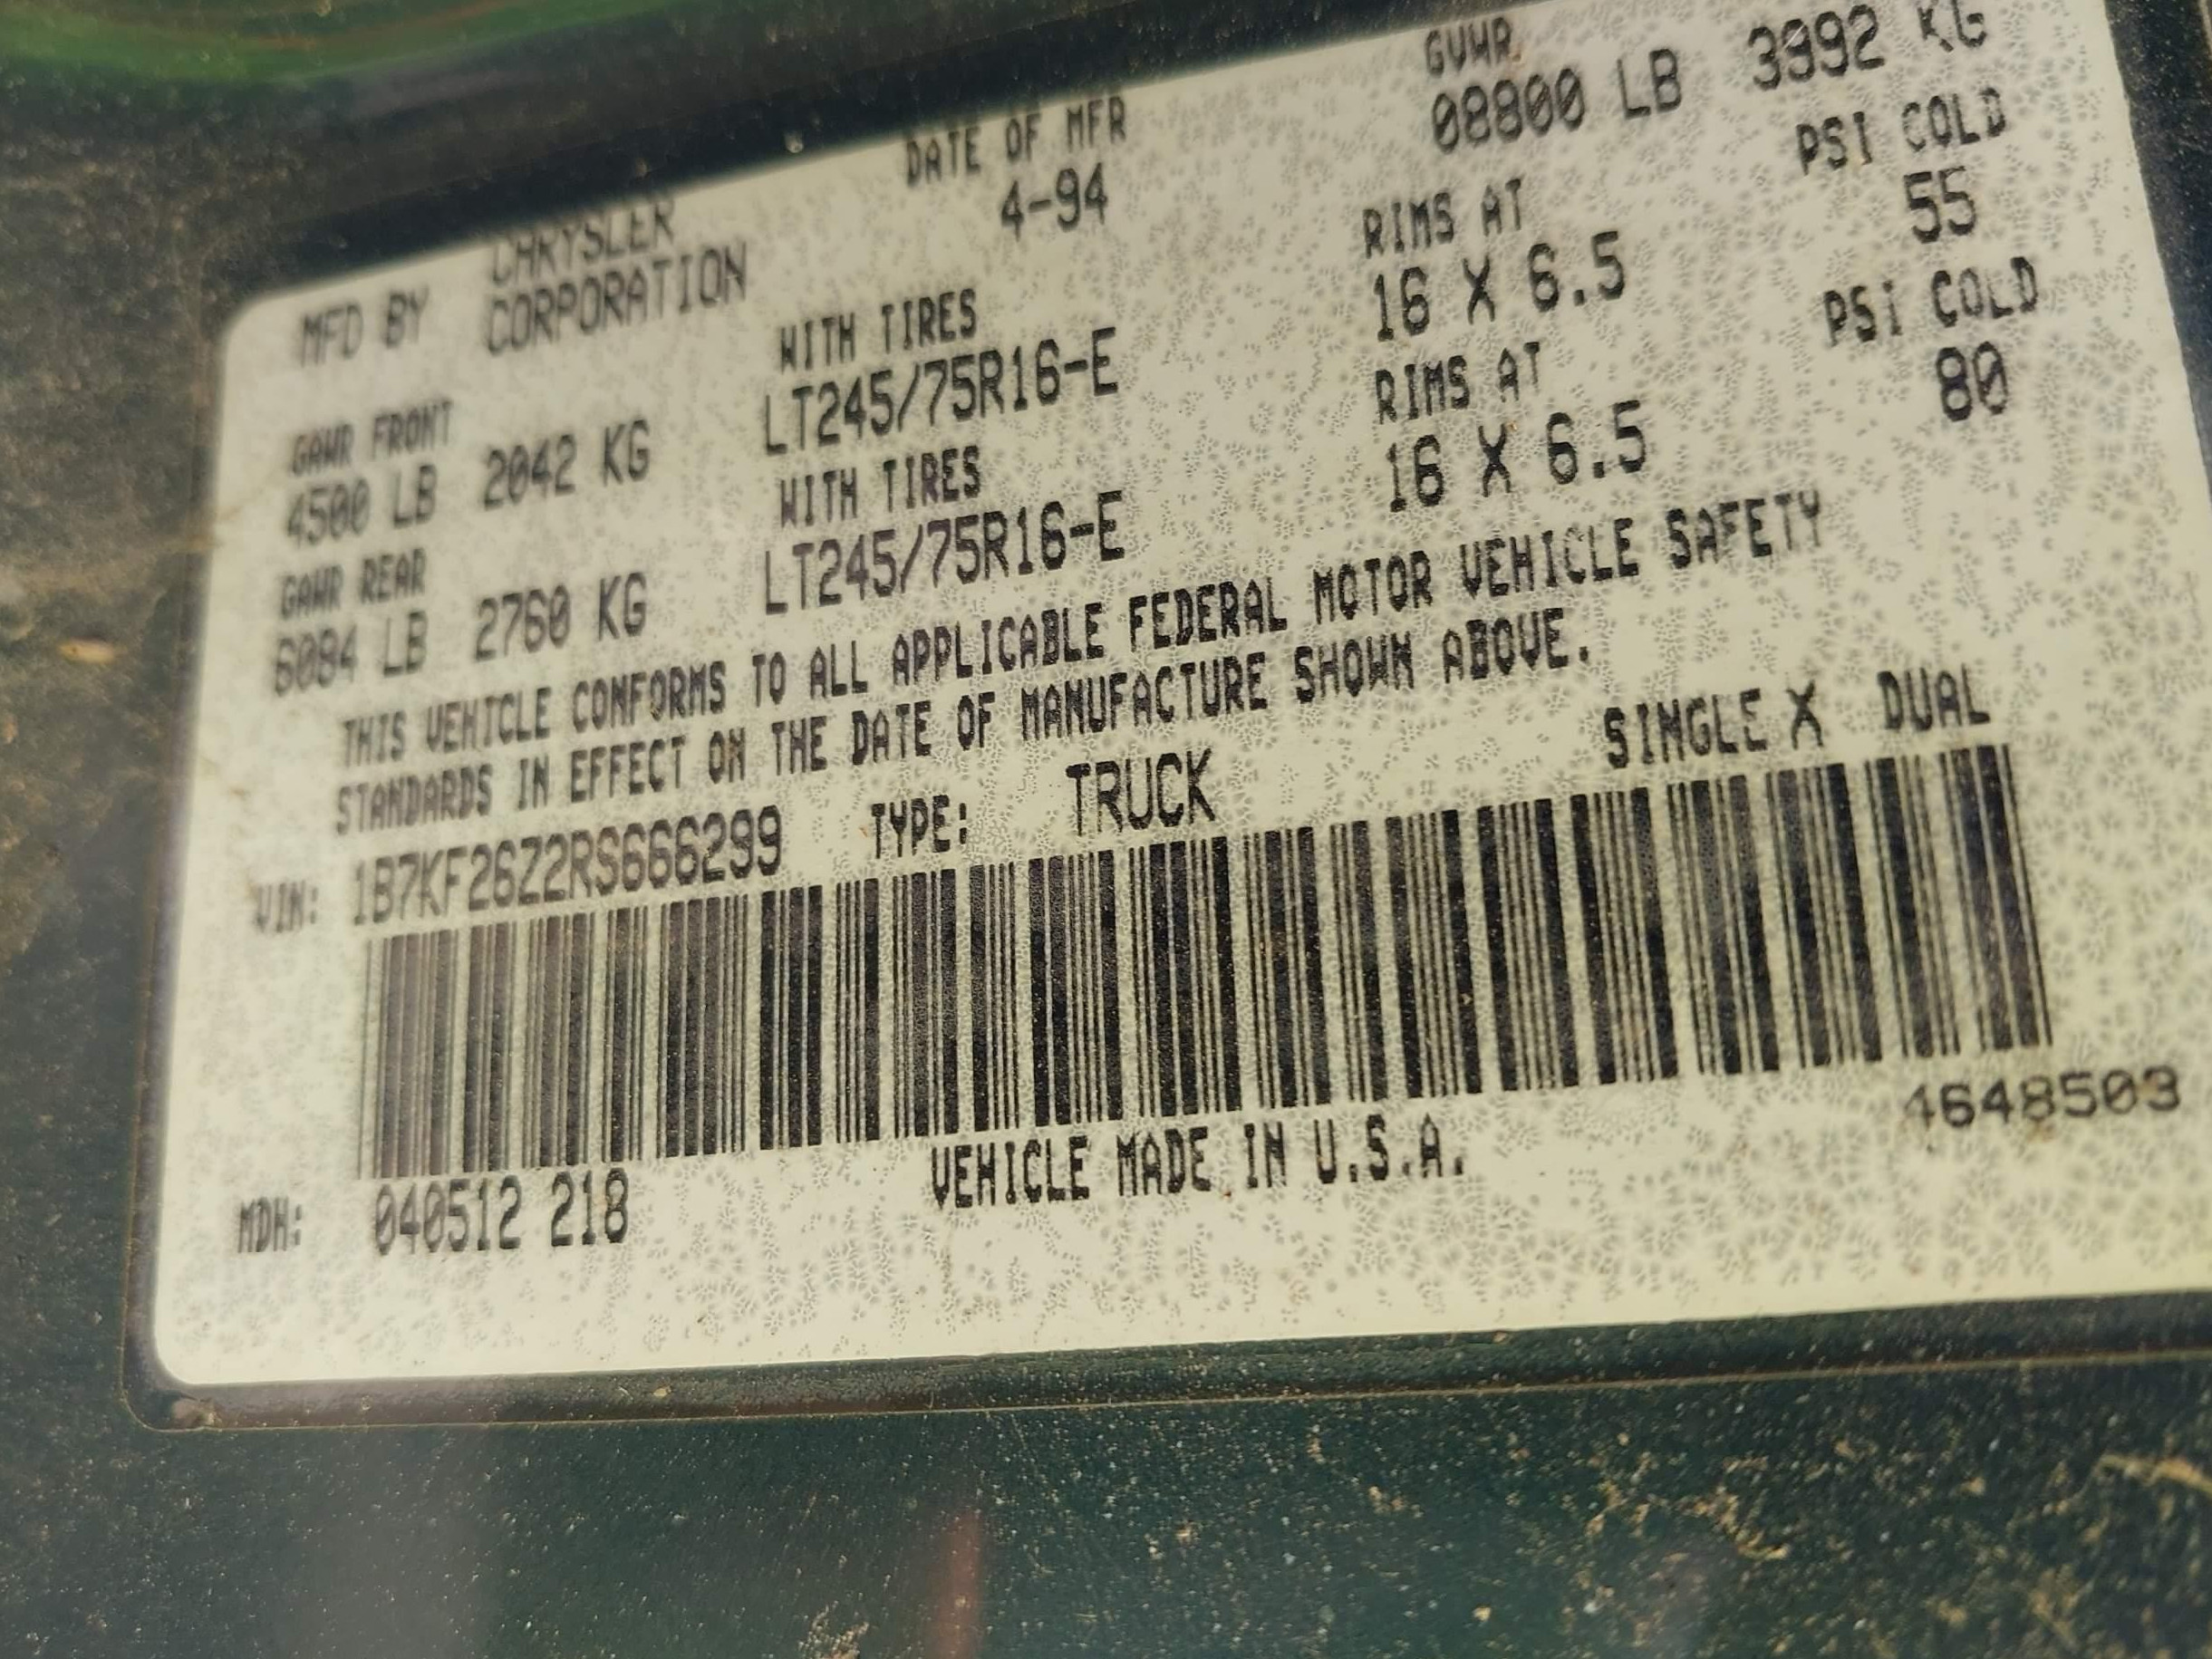 MFD BY CHRYSLER CORPORATION
DATE OF MFR
4-94
GVWR
08800 LB 3992 KG
GAWR FRONT
4500 LB 2042 KG
WITH TIRES
LT245/75R16-E
RIMS AT
16 X 6.5
PSI COLD
55
GAWR REAR
6084 LB 2760 KG
WITH TIRES
LT245/75R16-E
RIMS AT
16 X 6.5
PSI COLD
80
THIS VEHICLE CONFORMS TO ALL APPLICABLE FEDERAL MOTOR VEHICLE SAFETY
STANDARDS IN EFFECT ON THE DATE OF MANUFACTURE SHOWN ABOVE.
VIN: 1B7KF26Z2RS666299 TYPE: TRUCK SINGLE X DUAL
MDH: 040512 218
VEHICLE MADE IN U.S.A.
4648503